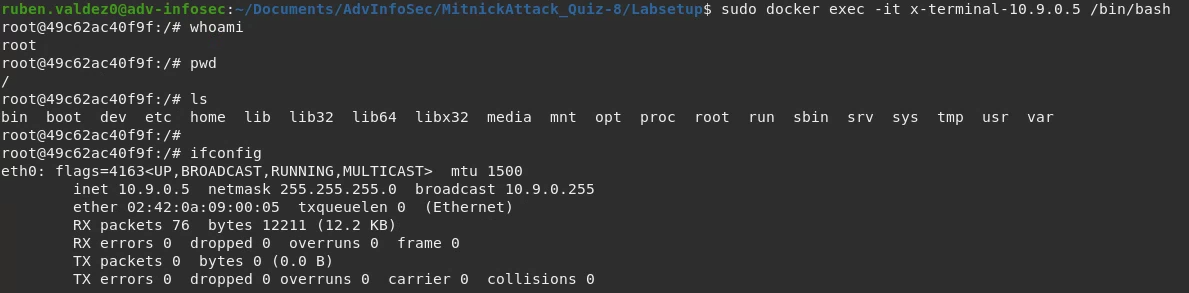 ruben.valdez0@adv-infosec:~/Documents/AdvInfoSec/MitnickAttack_Quiz-8/Labsetup$ sudo docker exec -it x-terminal-10.9.0.5 /bin/bash
root@49c62ac40f9f:/# whoami
root
root@49c62ac40f9f:/# pwd
/
root@49c62ac40f9f:/# ls
bin  boot  dev  etc  home  lib  lib32  lib64  libx32  media  mnt  opt  proc  root  run  sbin  srv  sys  tmp  usr  var
root@49c62ac40f9f:/#
root@49c62ac40f9f:/# ifconfig
eth0: flags=4163<UP,BROADCAST,RUNNING,MULTICAST>  mtu 1500
        inet 10.9.0.5  netmask 255.255.255.0  broadcast 10.9.0.255
        ether 02:42:0a:09:00:05  txqueuelen 0  (Ethernet)
        RX packets 76  bytes 12211 (12.2 KB)
        RX errors 0  dropped 0  overruns 0  frame 0
        TX packets 0  bytes 0 (0.0 B)
        TX errors 0  dropped 0 overruns 0  carrier 0  collisions 0